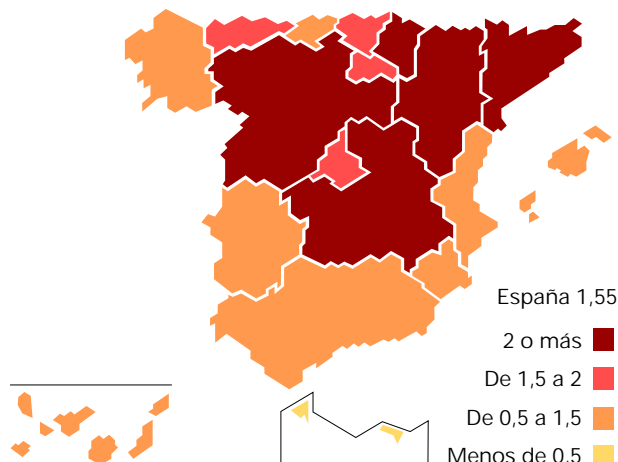 España 1,55
2 o más
De 1,5 a 2
De 0,5 a 1,5
Menos de 0,5